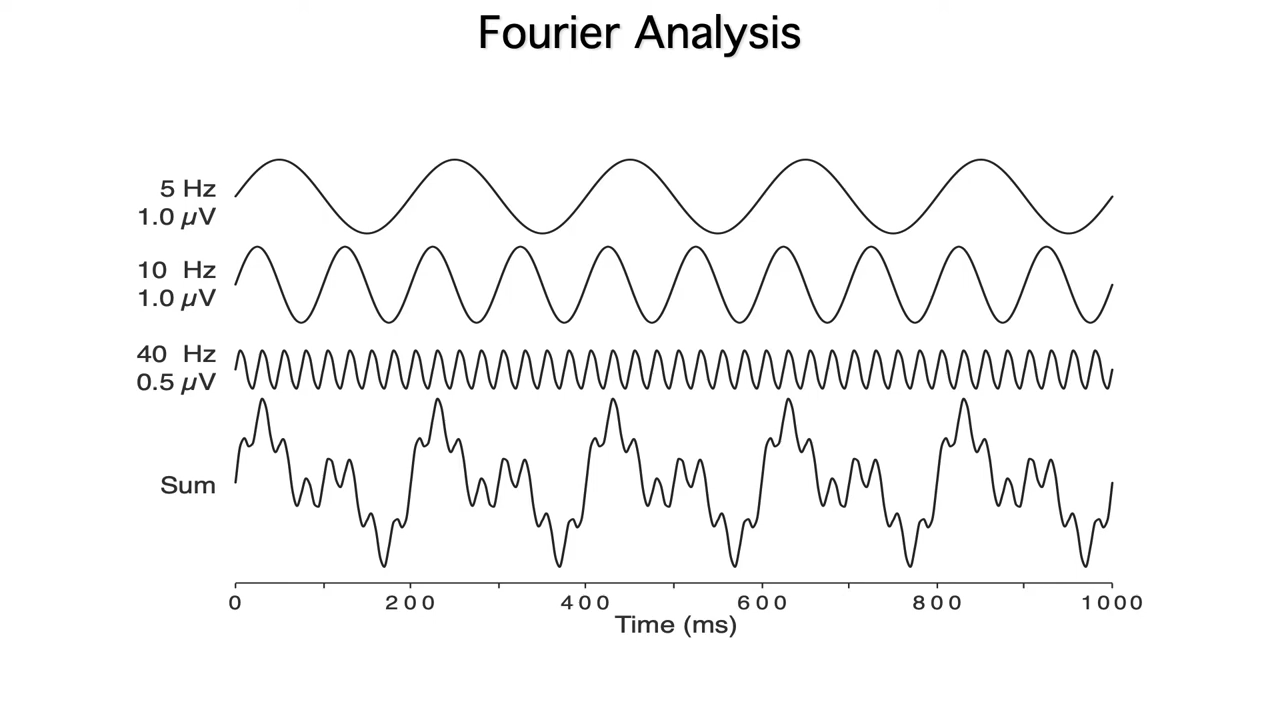 Fourier Analysis
5 Hz
1.0 µV
10 Hz
1.0 µV
40 Hz
0.5 µV
Sum
0 200 400 600 800 1000
Time (ms)